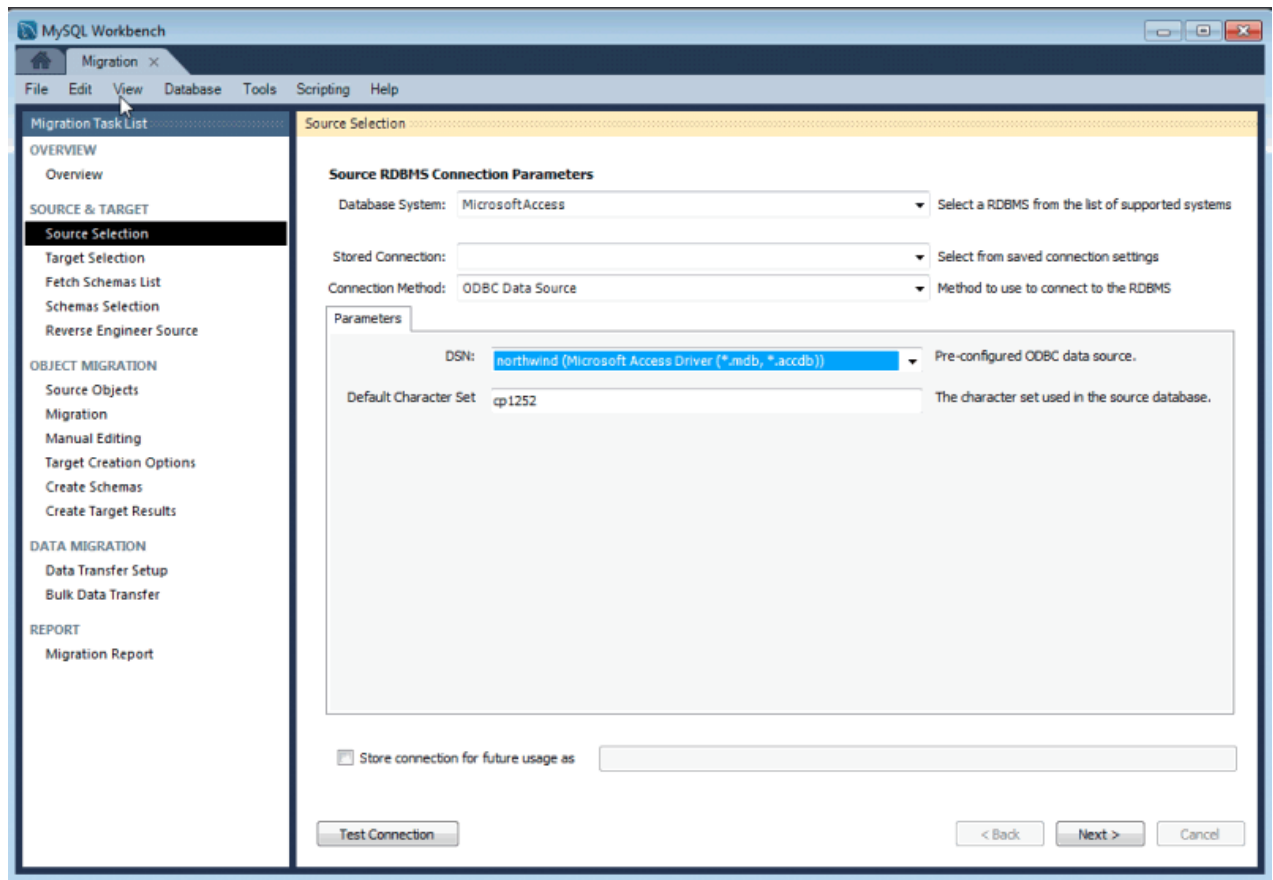 MySQL Workbench
Migration
File Edit View Database Tools Scripting Help
Migration Task List
OVERVIEW
Overview
SOURCE & TARGET
Source Selection
Target Selection
Fetch Schemas List
Schemas Selection
Reverse Engineer Source
OBJECT MIGRATION
Source Objects
Migration
Manual Editing
Target Creation Options
Create Schemas
Create Target Results
DATA MIGRATION
Data Transfer Setup
Bulk Data Transfer
REPORT
Migration Report
Source Selection
Source RDBMS Connection Parameters
Database System: MicrosoftAccess Select a RDBMS from the list of supported systems
Stored Connection: Select from saved connection settings
Connection Method: ODBC Data Source Method to use to connect to the RDBMS
Parameters
DSN: northwind (Microsoft Access Driver (*.mdb, *.accdb)) Pre-configured ODBC data source.
Default Character Set cp1252 The character set used in the source database.
Store connection for future usage as
Test Connection < Back Next > Cancel